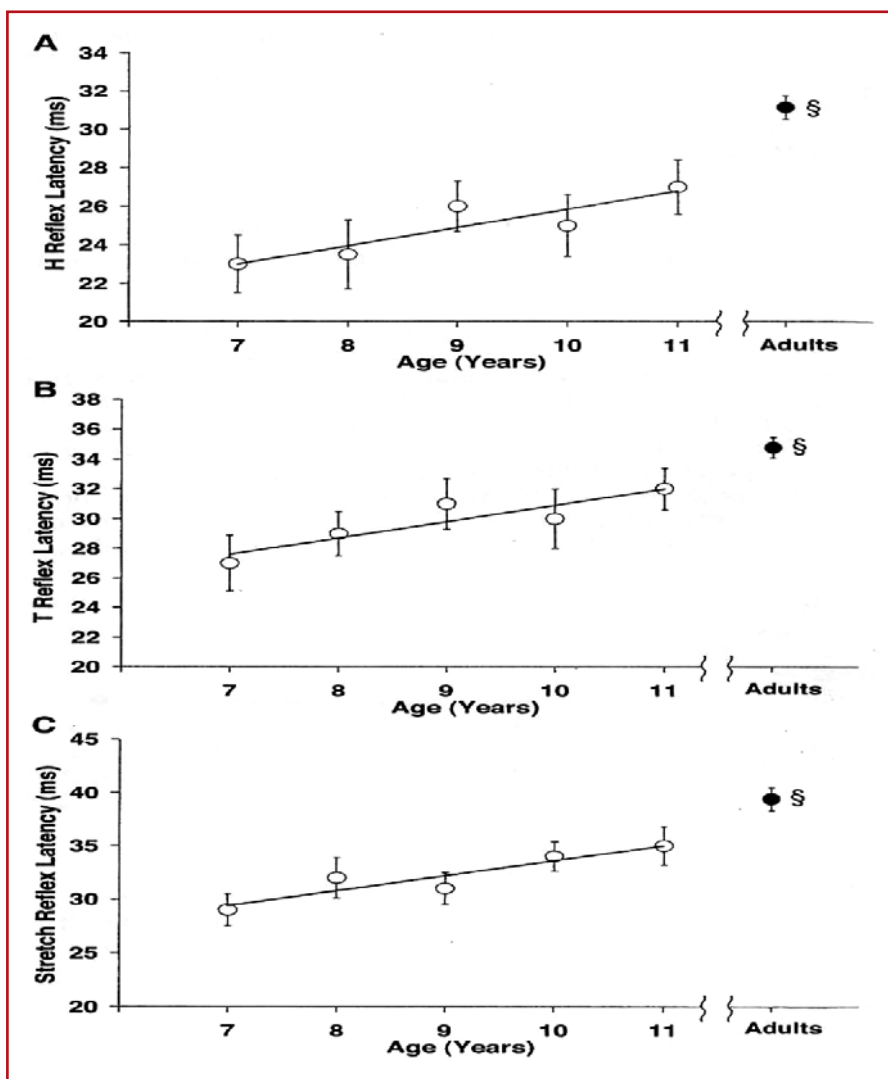 A
H Reflex Latency (ms)
34
32
30
28
26
24
22
20
§
7 8 9 10 11 Adults
Age (Years)
B
T Reflex Latency (ms)
38
36
34
32
30
28
26
24
22
20
§
7 8 9 10 11 Adults
Age (Years)
C
Stretch Reflex Latency (ms)
45
40
35
30
25
20
§
7 8 9 10 11 Adults
Age (Years)